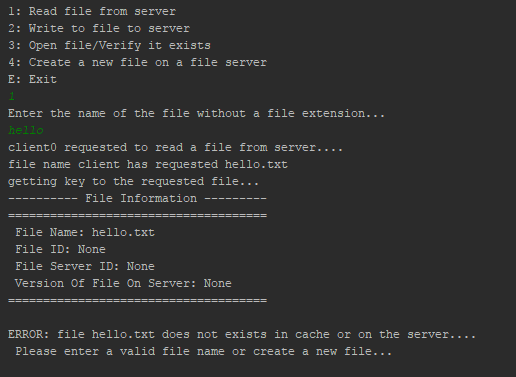 1: Read file from server
2: Write to file to server
3: Open file/Verify it exists
4: Create a new file on a file server
E: Exit
1
Enter the name of the file without a file extension...
hello
client0 requested to read a file from server....
file name client has requested hello.txt
getting key to the requested file...
---------- File Information ---------
=====================================
File Name: hello.txt
File ID: None
File Server ID: None
Version Of File On Server: None
=====================================
ERROR: file hello.txt does not exists in cache or on the server....
Please enter a valid file name or create a new file...